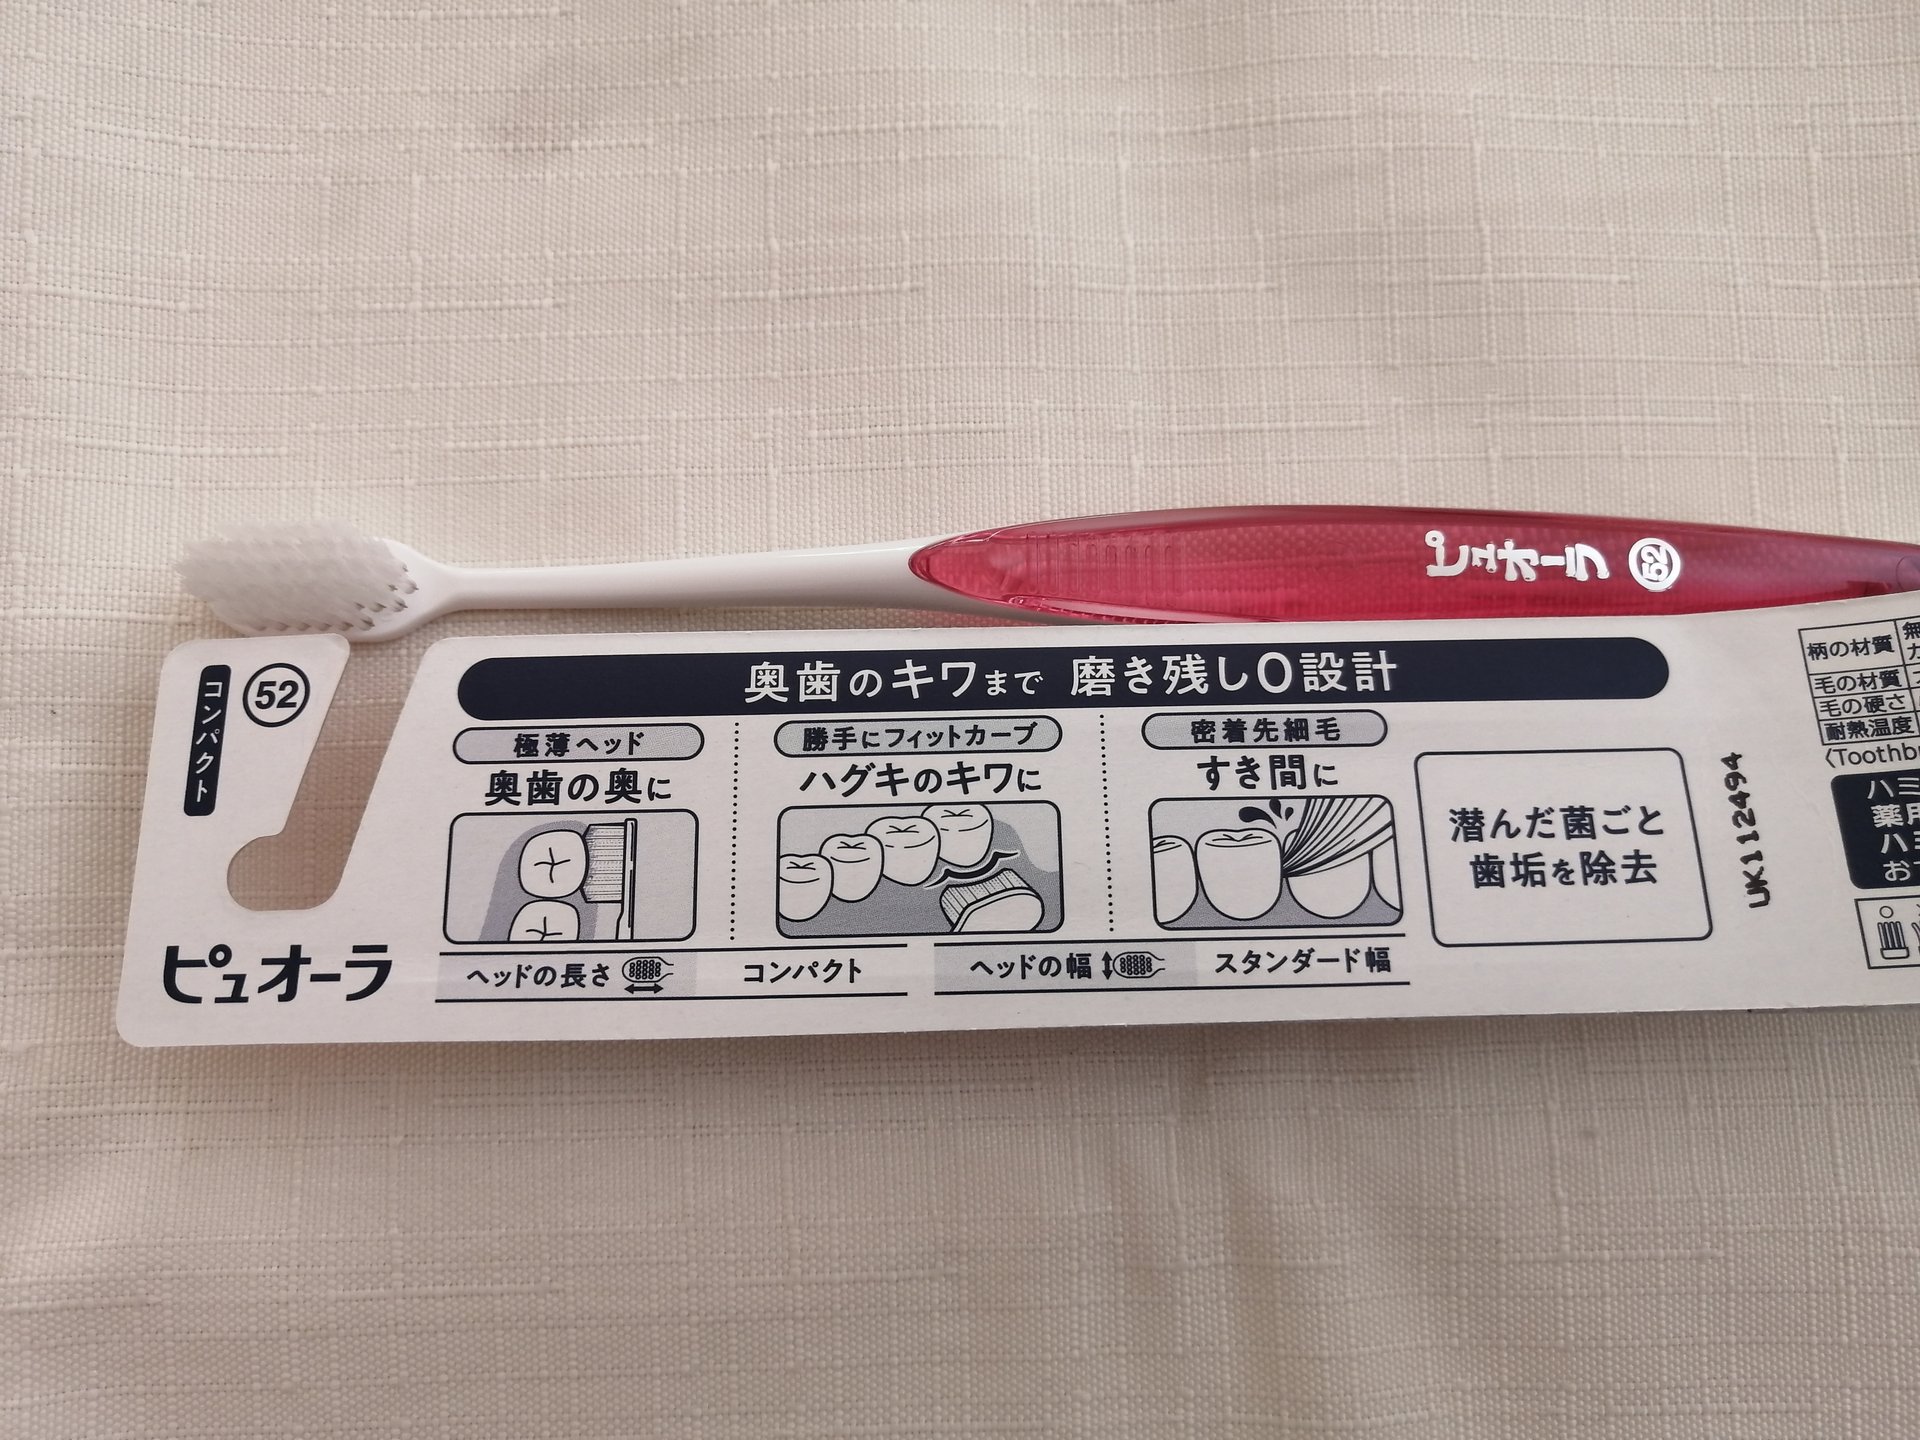 ピュオーラ 52
コンパクト
52
ピュオーラ
奥歯のキワまで 磨き残し0設計
極薄ヘッド
奥歯の奥に
勝手にフィットカーブ
ハグキのキワに
密着先細毛
すき間に
ヘッドの長さ コンパクト
ヘッドの幅 スタンダード幅
潜んだ菌ごと
歯垢を除去
UK112494
柄の材質
毛の材質
毛の硬さ
耐熱温度